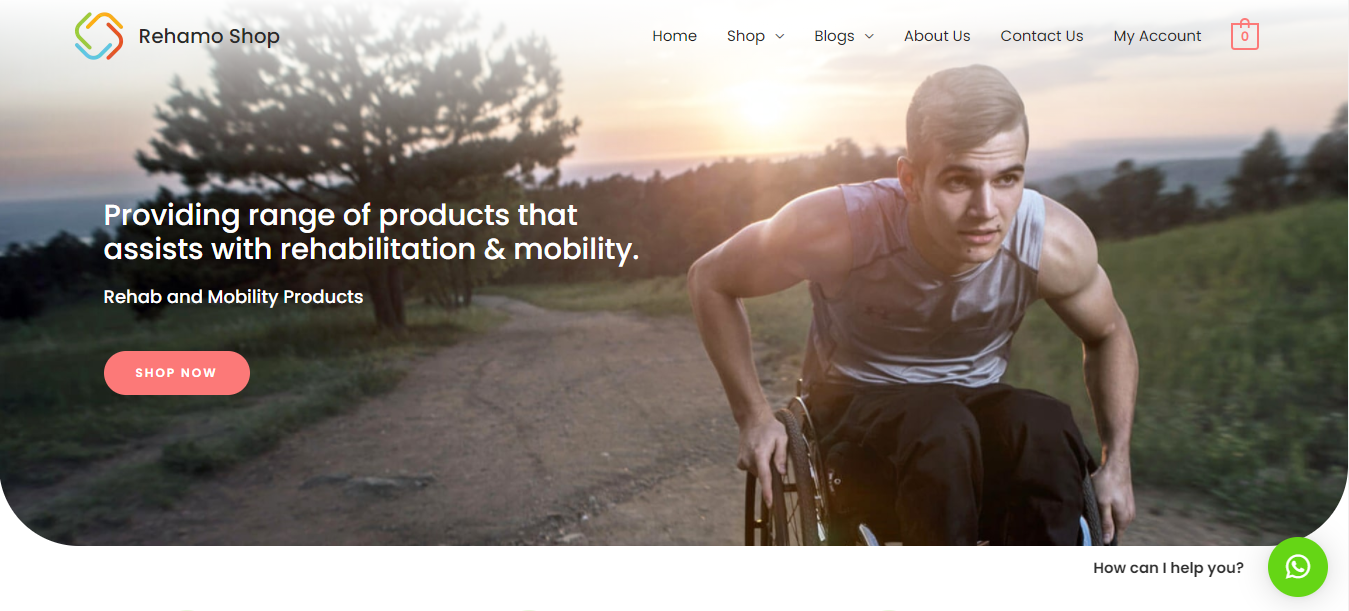 Rehamo Shop
Home
Shop
Blogs
About Us
Contact Us
My Account
0
Providing range of products that
assists with rehabilitation & mobility.
Rehab and Mobility Products
SHOP NOW
How can I help you?